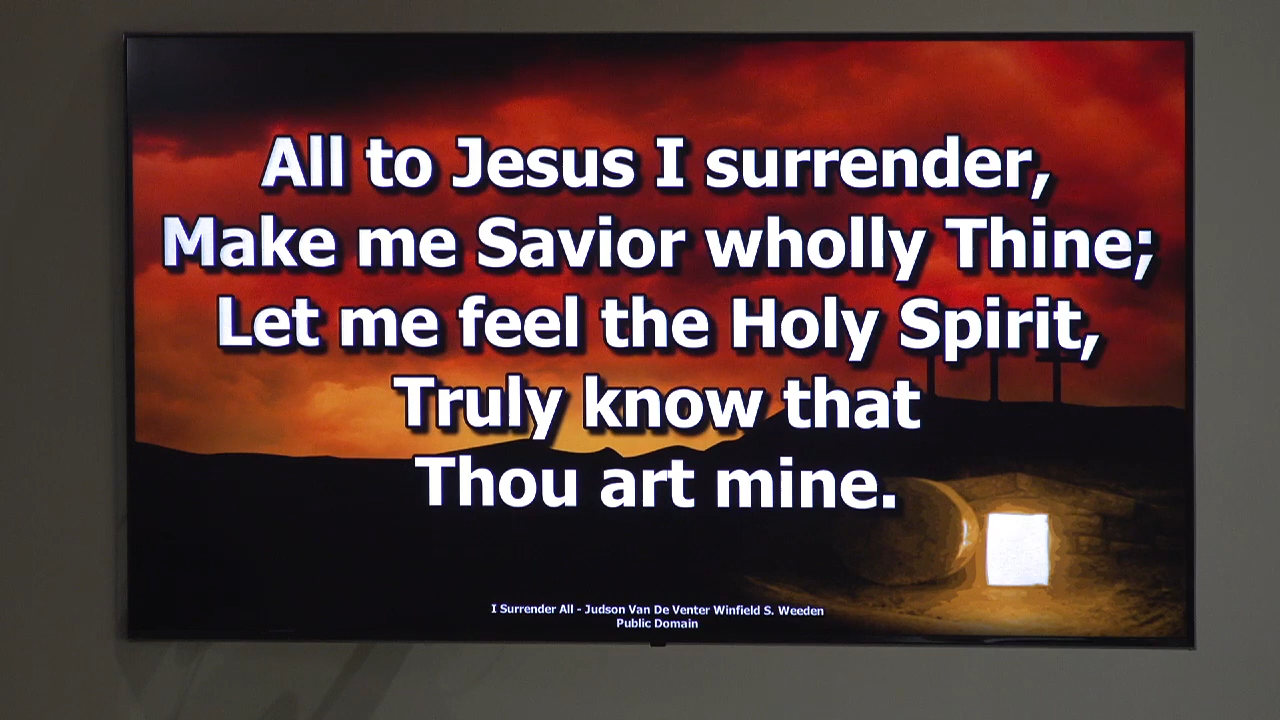 All to Jesus I surrender,
Make me Savior wholly Thine;
Let me feel the Holy Spirit,
Truly know that
Thou art mine.
I Surrender All - Judson Van De Venter Winfield S. Weeden
Public Domain